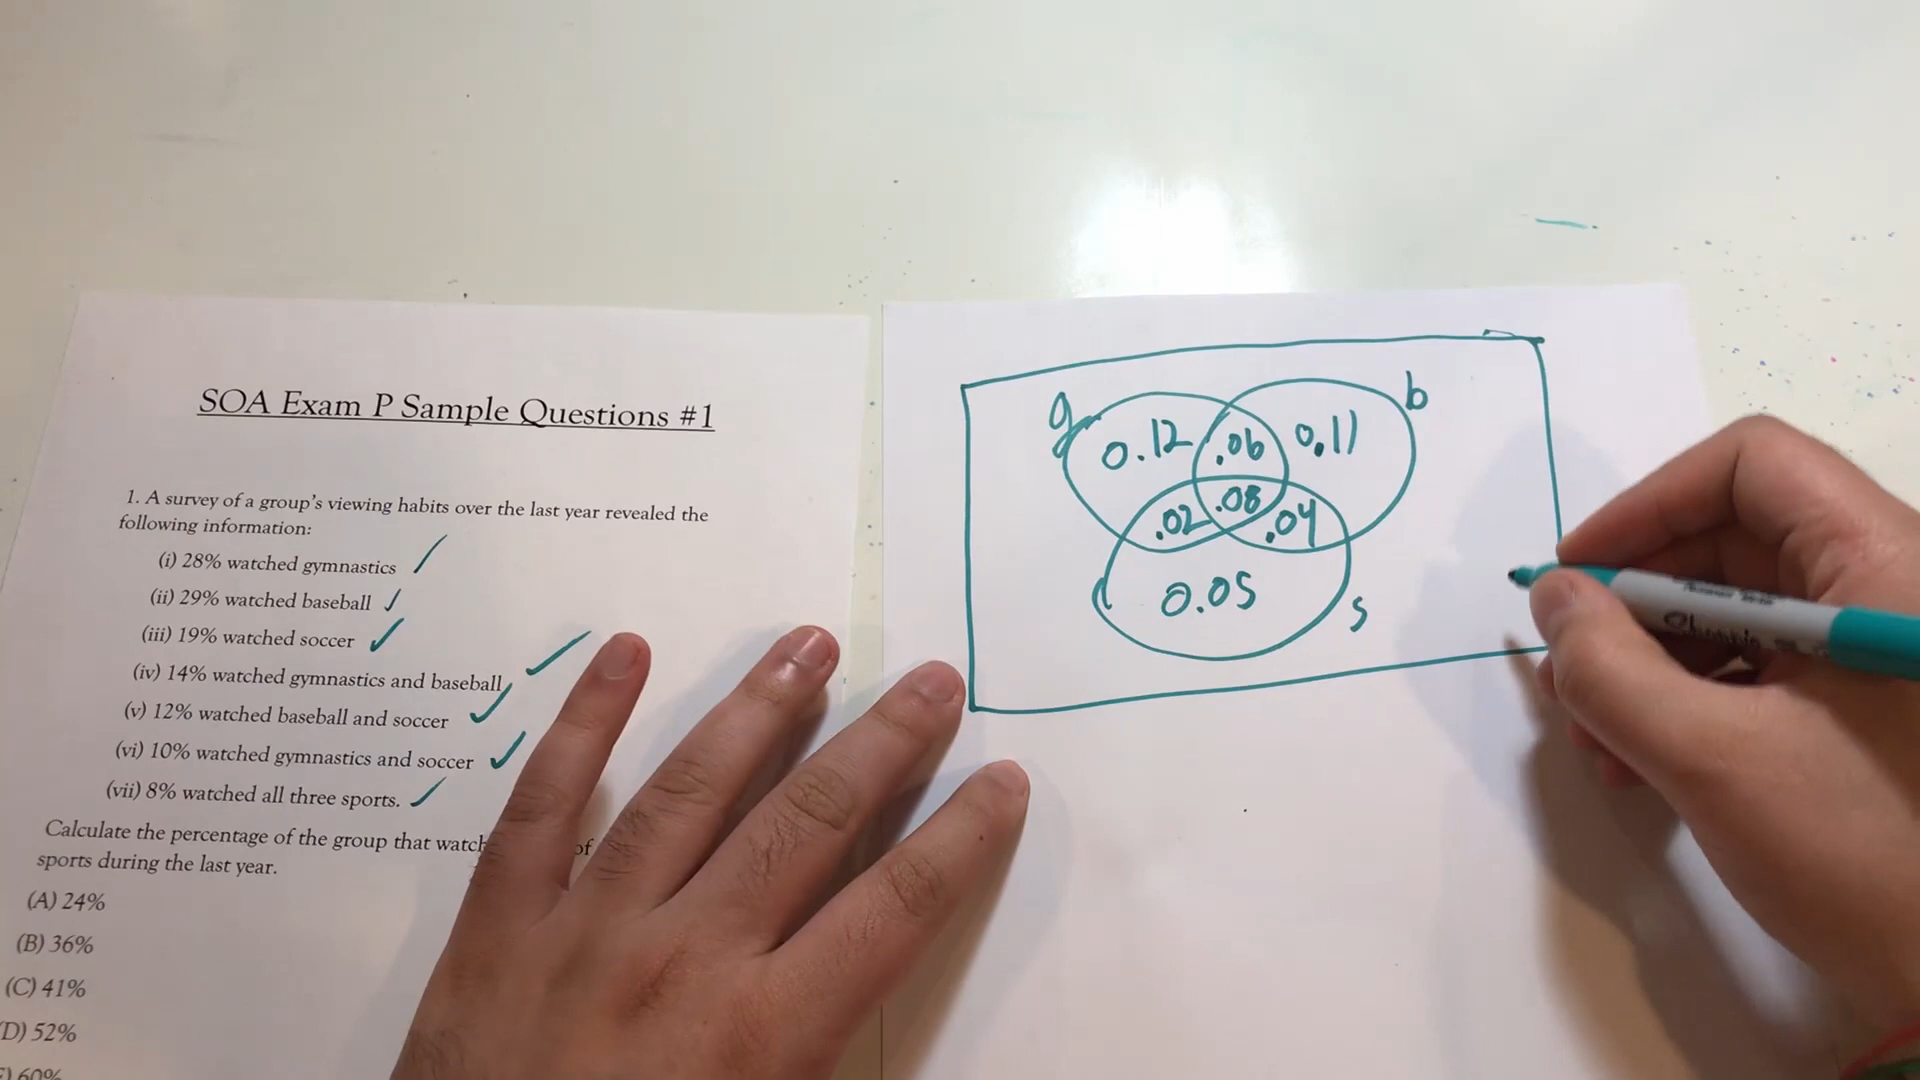 SOA Exam P Sample Questions #1
1. A survey of a group's viewing habits over the last year revealed the
following information:
(i) 28% watched gymnastics
(ii) 29% watched baseball
(iii) 19% watched soccer
(iv) 14% watched gymnastics and baseball
(v) 12% watched baseball and soccer
(vi) 10% watched gymnastics and soccer
(vii) 8% watched all three sports.
Calculate the percentage of the group that of
sports during the last year.
(A) 24%
(B) 36%
(C) 41%
D) 52%
) 60%
g
b
0.12
.06
0.11
.02
.08
.04
0.05
s
Sharpie